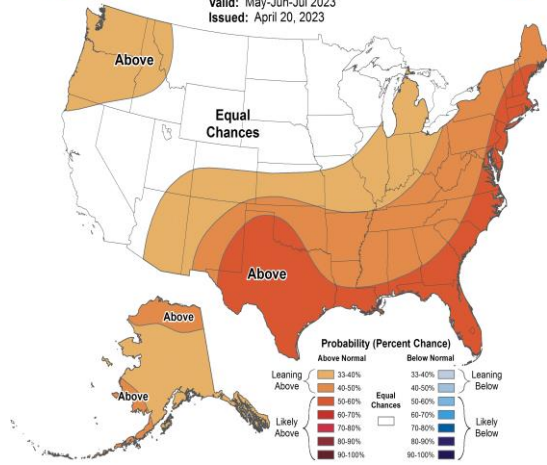 Valid: May-Jun-Jul 2023
Issued: April 20, 2023
Above
Equal
Chances
Above
Above
Above
Probability (Percent Chance)
Above Normal
Below Normal
Leaning
Above
33-40%
40-50%
50-60%
60-70%
70-80%
80-90%
90-100%
Likely
Above
Equal
Chances
33-40%
40-50%
50-60%
60-70%
70-80%
80-90%
90-100%
Leaning
Below
Likely
Below